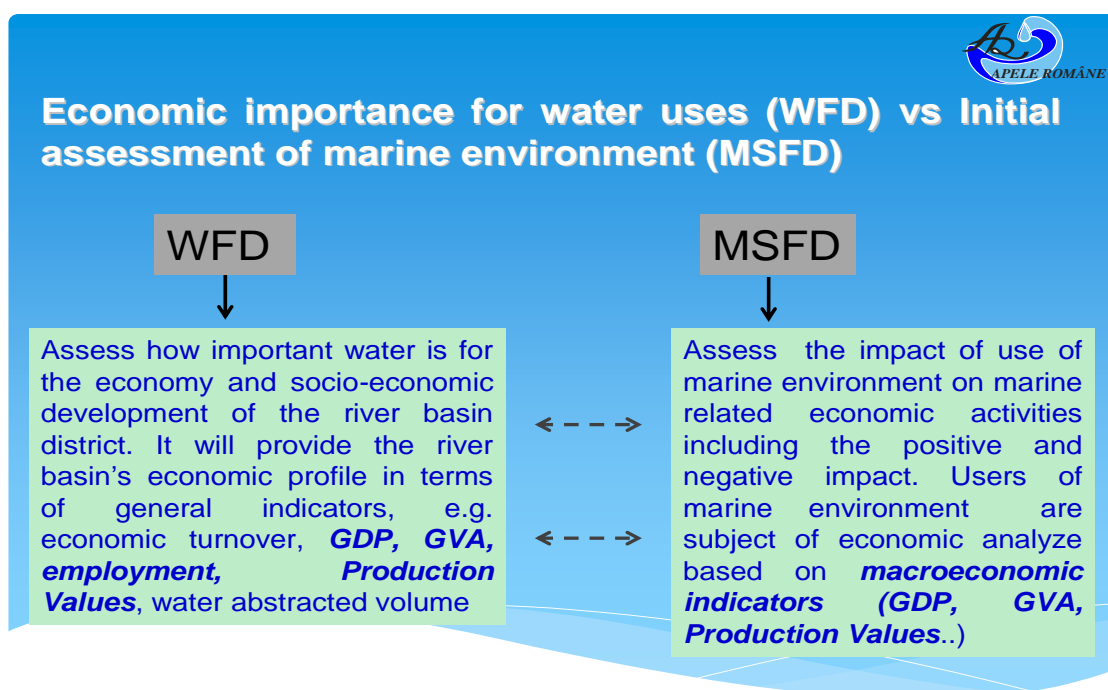 APELE ROMÂNE
Economic importance for water uses (WFD) vs Initial
assessment of marine environment (MSFD)
WFD
Assess how important water is for
the economy and socio-economic
development of the river basin
district. It will provide the river
basin's economic profile in terms
of general indicators, e.g.
economic turnover, GDP, GVA,
employment, Production
Values, water abstracted volume
MSFD
Assess the impact of use of
marine environment on marine
related economic activities
including the positive and
negative impact. Users of
marine environment are
subject of economic analyze
based on macroeconomic
indicators (GDP, GVA,
Production Values..)